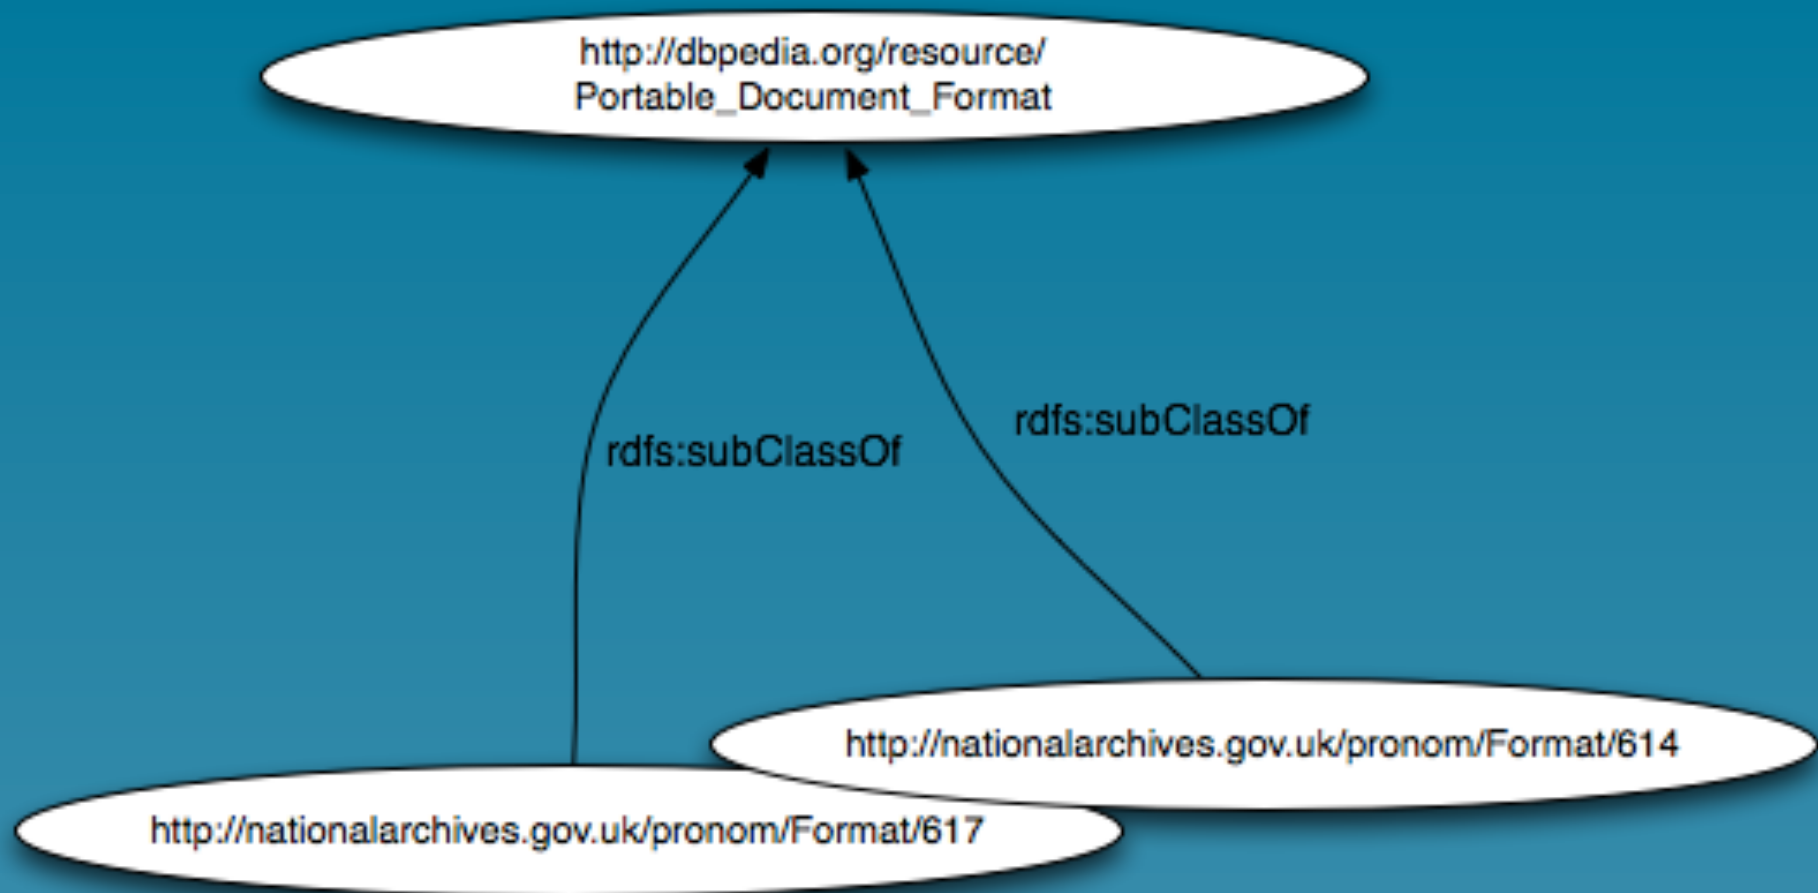 http://dbpedia.org/resource/
Portable_Document_Format
rdfs:subClassOf
rdfs:subClassOf
http://nationalarchives.gov.uk/pronom/Format/614
http://nationalarchives.gov.uk/pronom/Format/617